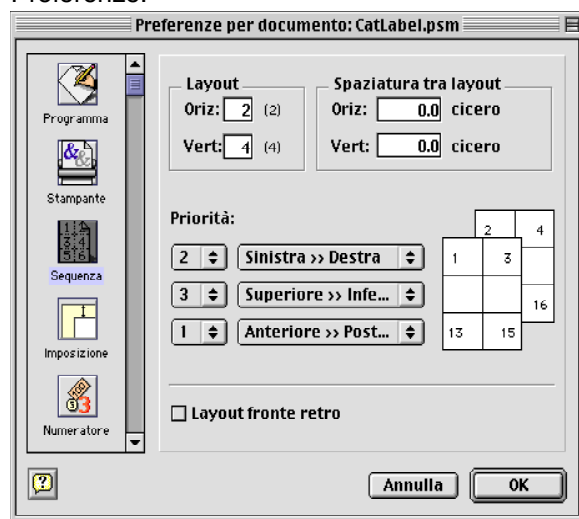 Preferenze.
Preferenze per documento: CatLabel.psm
Programma
Stampante
Sequenza
Imposizione
Numeratore
Layout
Oriz: 2 (2)
Vert: 4 (4)
Spaziatura tra layout
Oriz: 0.0 cicero
Vert: 0.0 cicero
Priorità:
2 Sinistra >> Destra
3 Superiore >> Infe...
1 Anteriore >> Post...
2 4
1 3
16
13 15
Layout fronte retro
Annulla OK